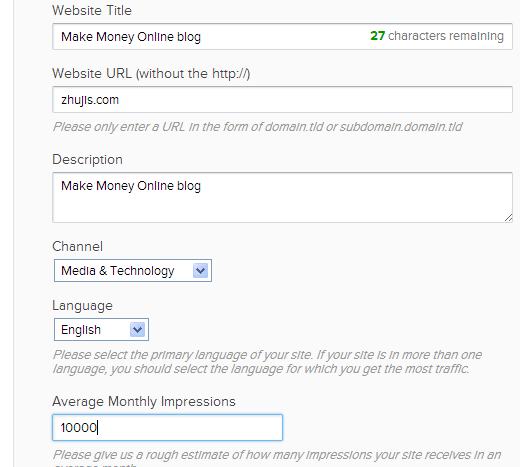 Website Title
Make Money Online blog 27 characters remaining
Website URL (without the http://)
zhujis.com
Please only enter a URL in the form of domain.tld or subdomain.domain.tld
Description
Make Money Online blog
Channel
Media & Technology
Language
English
Please select the primary language of your site. If your site is in more than one
language, you should select the language for which you get the most traffic.
Average Monthly Impressions
10000
Please give us a rough estimate of how many impressions your site receives in an
average month